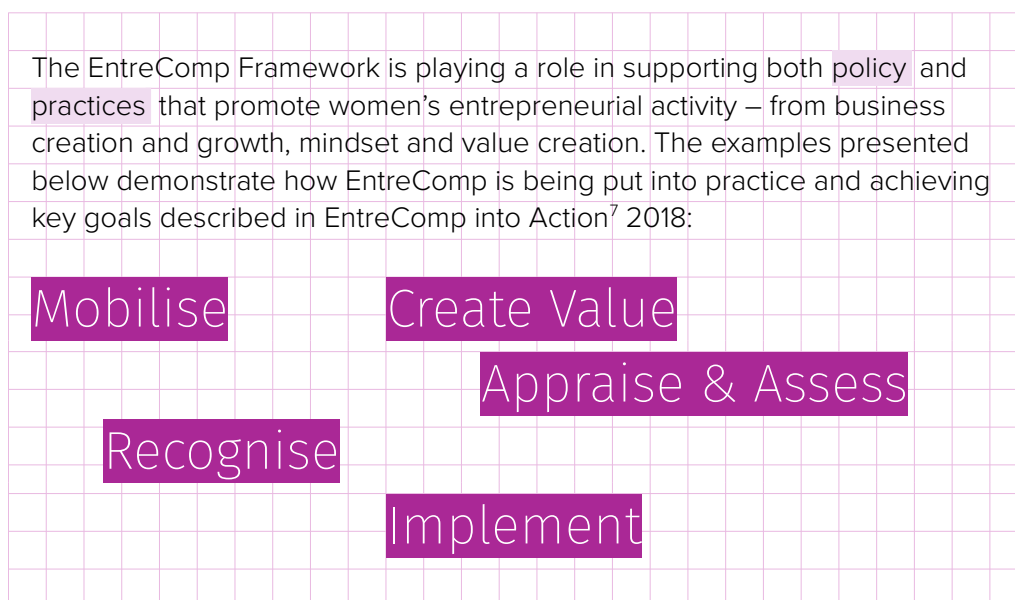 The EntreComp Framework is playing a role in supporting both policy and
practices that promote women’s entrepreneurial activity – from business
creation and growth, mindset and value creation. The examples presented
below demonstrate how EntreComp is being put into practice and achieving
key goals described in EntreComp into Action⁷ 2018:
Mobilise
Create Value
Appraise & Assess
Recognise
Implement